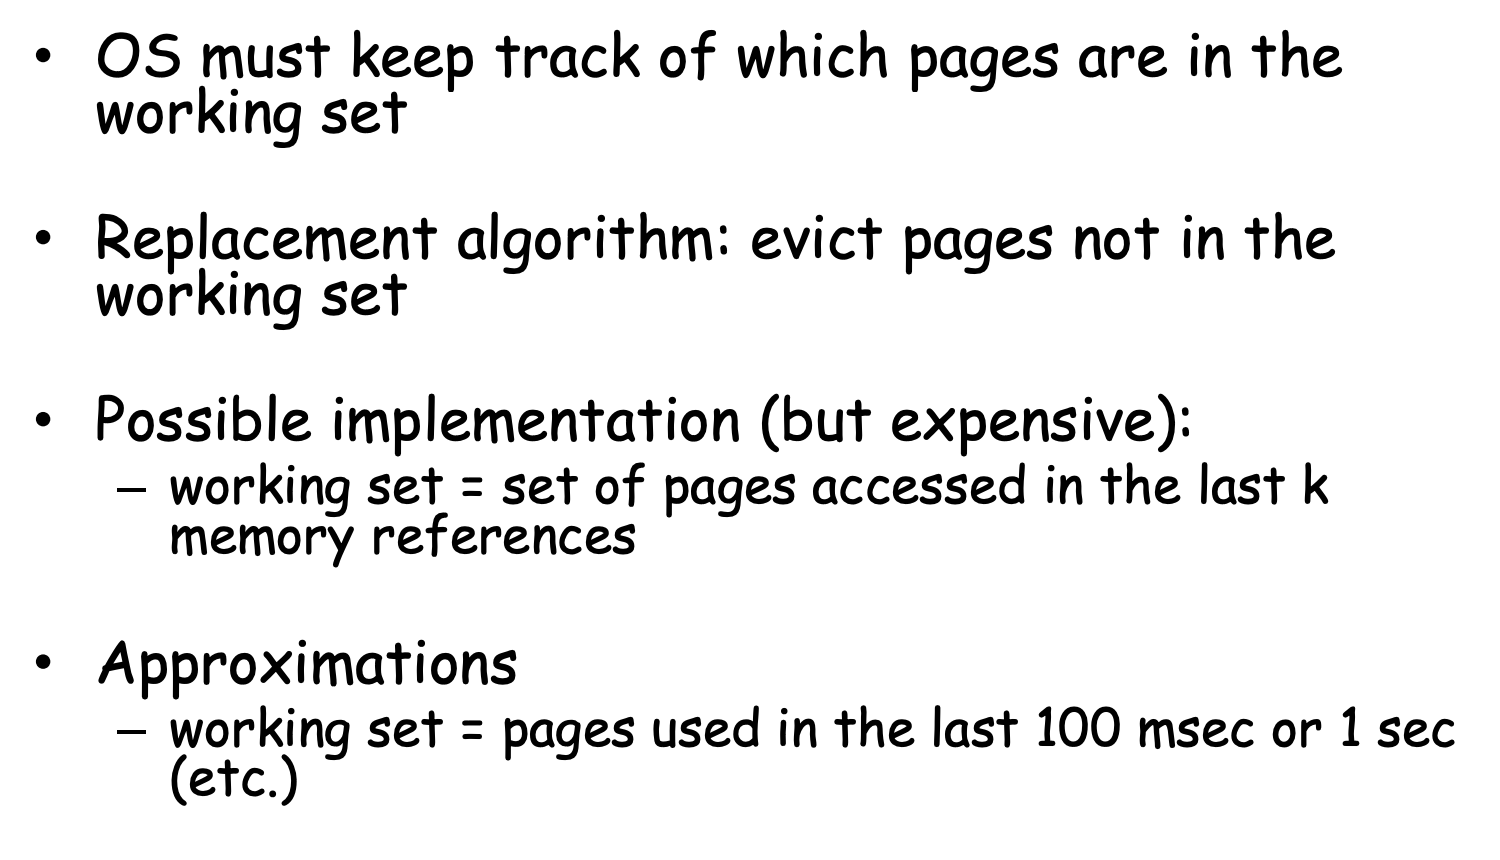 • OS must keep track of which pages are in the
working set
• Replacement algorithm: evict pages not in the
working set
• Possible implementation (but expensive):
– working set = set of pages accessed in the last k
memory references
• Approximations
– working set = pages used in the last 100 msec or 1 sec
(etc.)